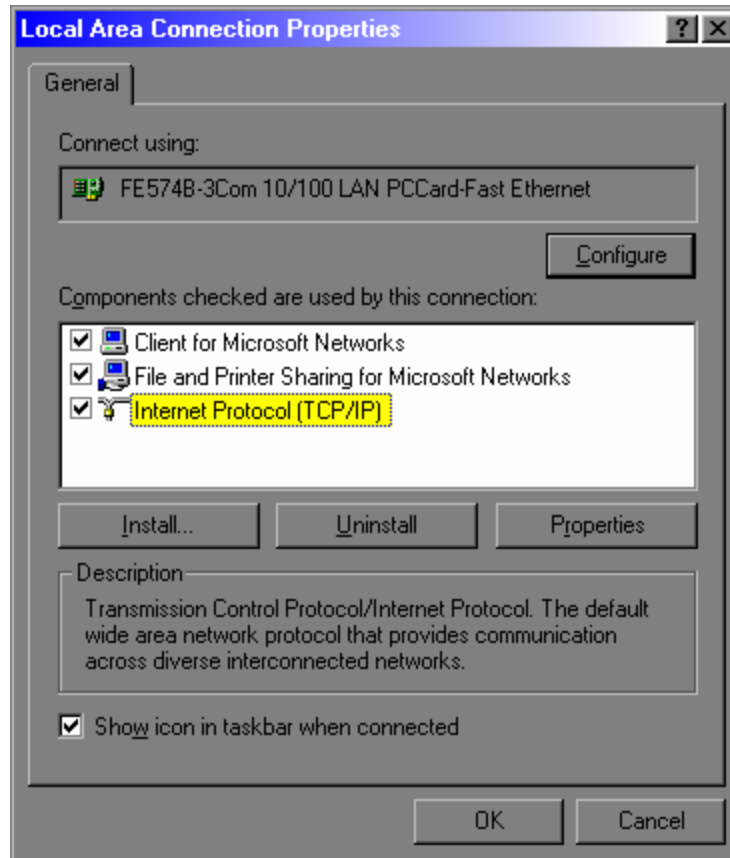 Local Area Connection Properties
General
Connect using:
FE574B-3Com 10/100 LAN PCCard-Fast Ethernet
Configure
Components checked are used by this connection:
Client for Microsoft Networks
File and Printer Sharing for Microsoft Networks
Internet Protocol (TCP/IP)
Install... Uninstall Properties
Description
Transmission Control Protocol/Internet Protocol. The default
wide area network protocol that provides communication
across diverse interconnected networks.
Show icon in taskbar when connected
OK Cancel